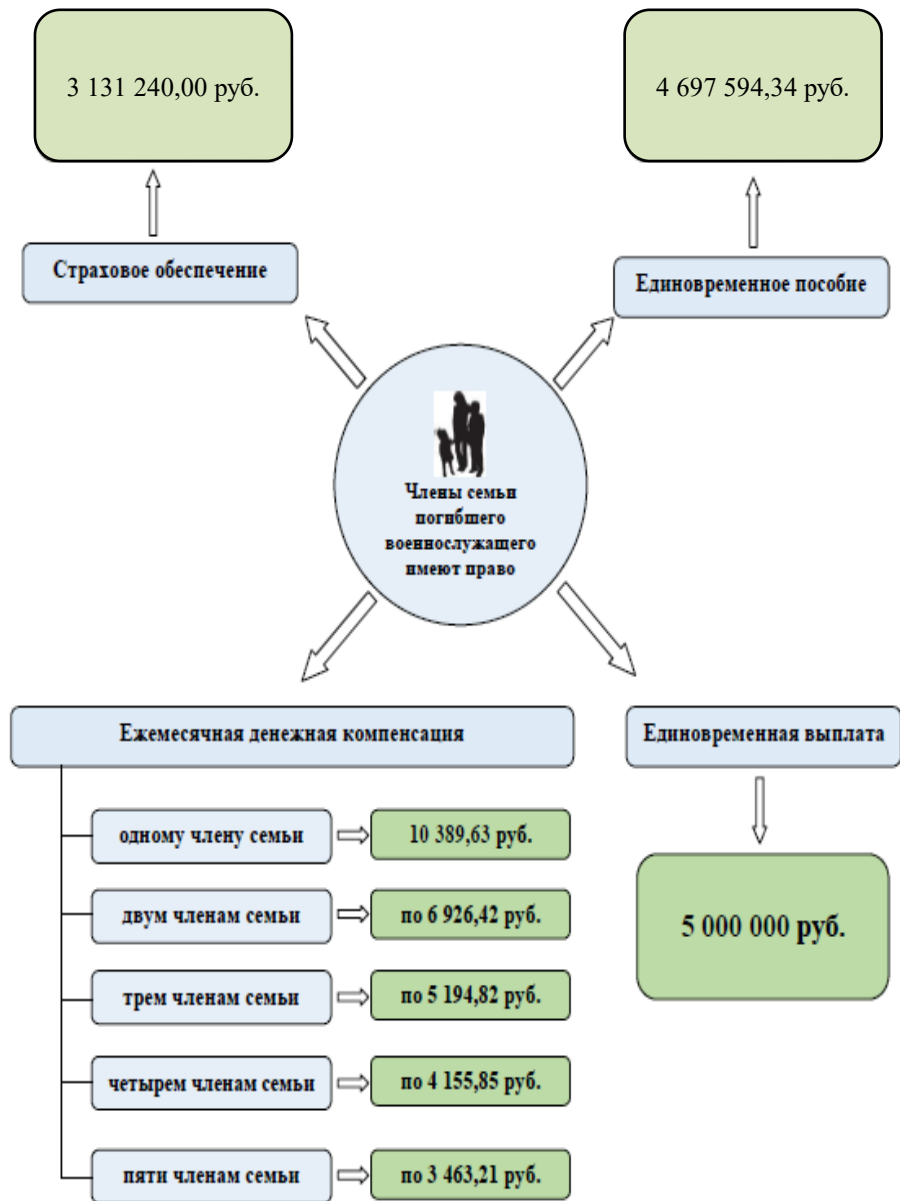 3 131 240,00 руб.
4 697 594,34 руб.
Страховое обеспечение
Единовременное пособие
Члены семьи
погибшего
военнослужащего
имеют право
Ежемесячная денежная компенсация
Единовременная выплата
одному члену семьи
10 389,63 руб.
двум членам семьи
по 6 926,42 руб.
5 000 000 руб.
трем членам семьи
по 5 194,82 руб.
четырем членам семьи
по 4 155,85 руб.
пяти членам семьи
по 3 463,21 руб.